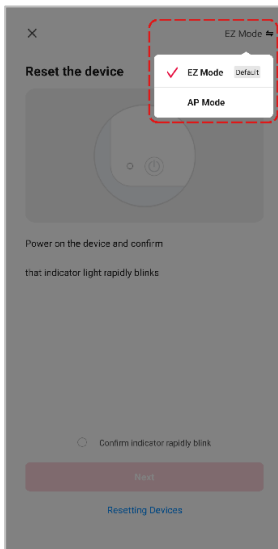 EZ Mode
EZ Mode Default
AP Mode
Reset the device
Power on the device and confirm
that indicator light rapidly blinks
Confirm indicator rapidly blink
Next
Resetting Devices